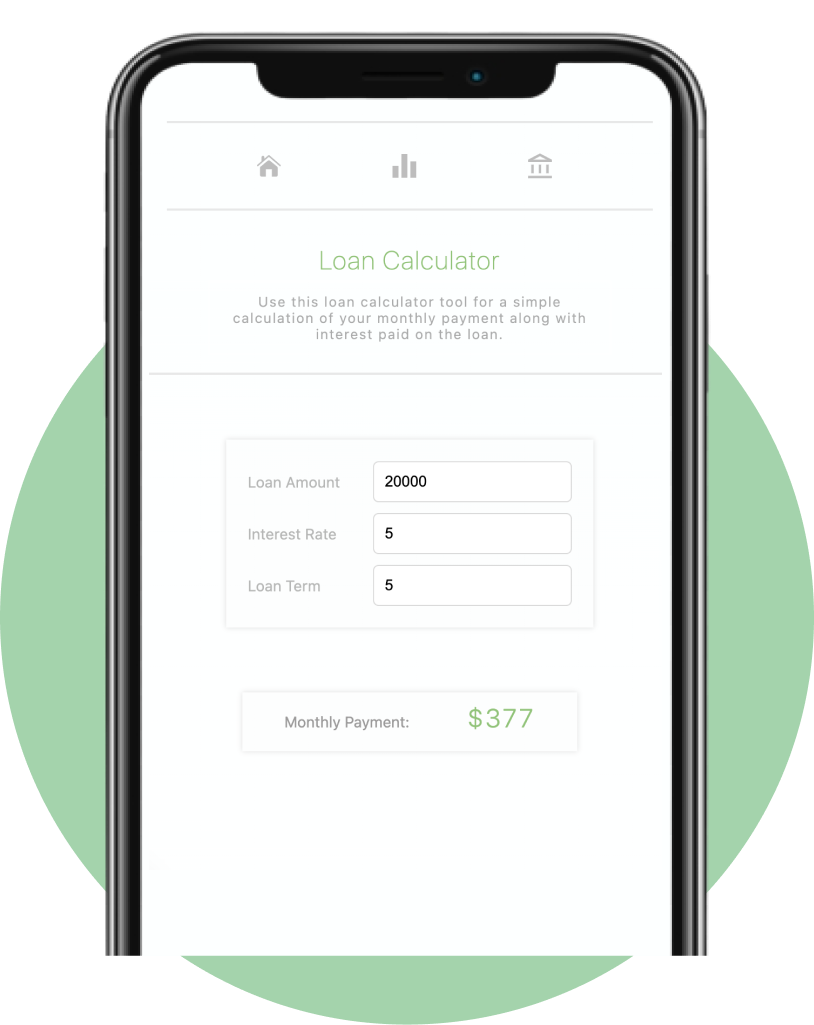 Loan Calculator
Use this loan calculator tool for a simple
calculation of your monthly payment along with
interest paid on the loan.
Loan Amount 20000
Interest Rate 5
Loan Term 5
Monthly Payment: $377